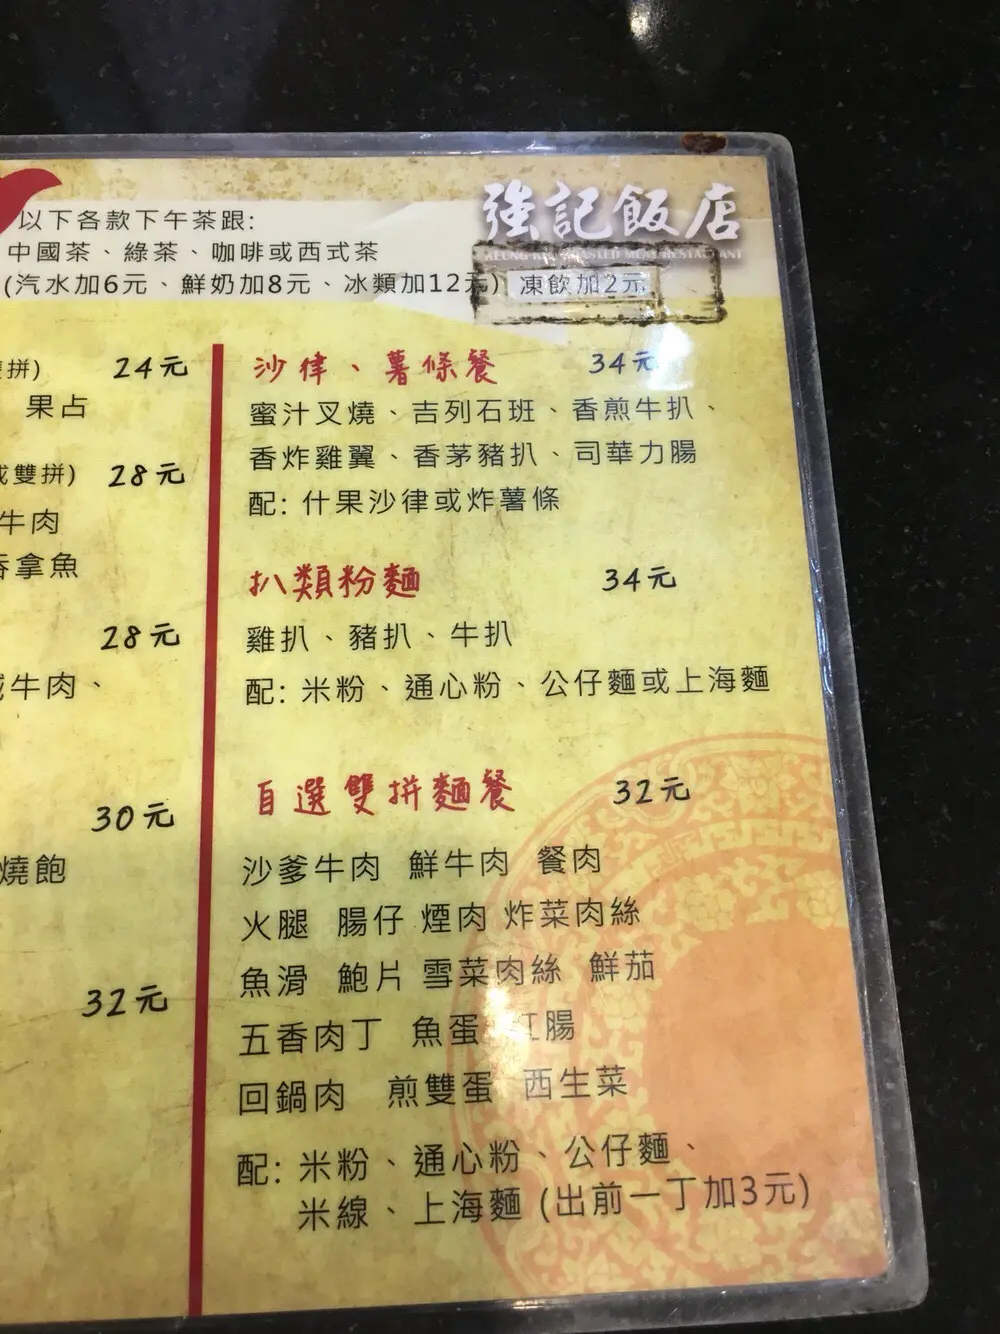 強記飯店
KEUNG KEE ROASTED MEAT RESTAURANT
以下各款下午茶跟:
中國茶、綠茶、咖啡或西式茶
(汽水加6元、鮮奶加8元、冰類加12元) 凍飲加2元
拼) 24元
果占
雙拼) 28元
牛肉
拿魚
28元
牛肉、
30元
燒飽
32元
沙律、薯條餐 34元
蜜汁叉燒、吉列石班、香煎牛扒、
香炸雞翼、香茅豬扒、司華力腸
配: 什果沙律或炸薯條
扒類粉麵 34元
雞扒、豬扒、牛扒
配: 米粉、通心粉、公仔麵或上海麵
自選雙拼麵餐 32元
沙爹牛肉 鮮牛肉 餐肉
火腿 腸仔 煙肉 炸菜肉絲
魚滑 鮑片 雪菜肉絲 鮮茄
五香肉丁 魚蛋 紅腸
回鍋肉 煎雙蛋 西生菜
配: 米粉、通心粉、公仔麵、
米線、上海麵 (出前一丁加3元)